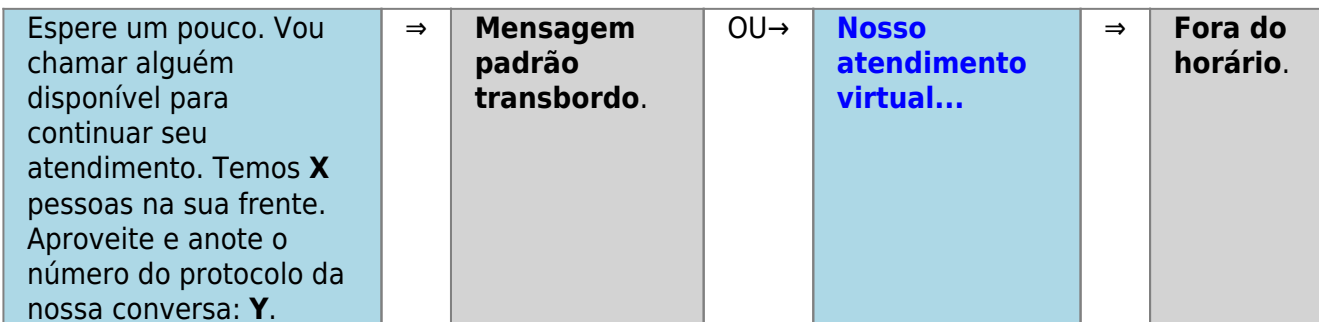 Espere um pouco. Vou
chamar alguém
disponível para
continuar seu
atendimento. Temos X
pessoas na sua frente.
Aproveite e anote o
número do protocolo da
nossa conversa: Y.
⇒
Mensagem
padrão
transbordo.
OU→
Nosso
atendimento
virtual...
⇒
Fora do
horário.